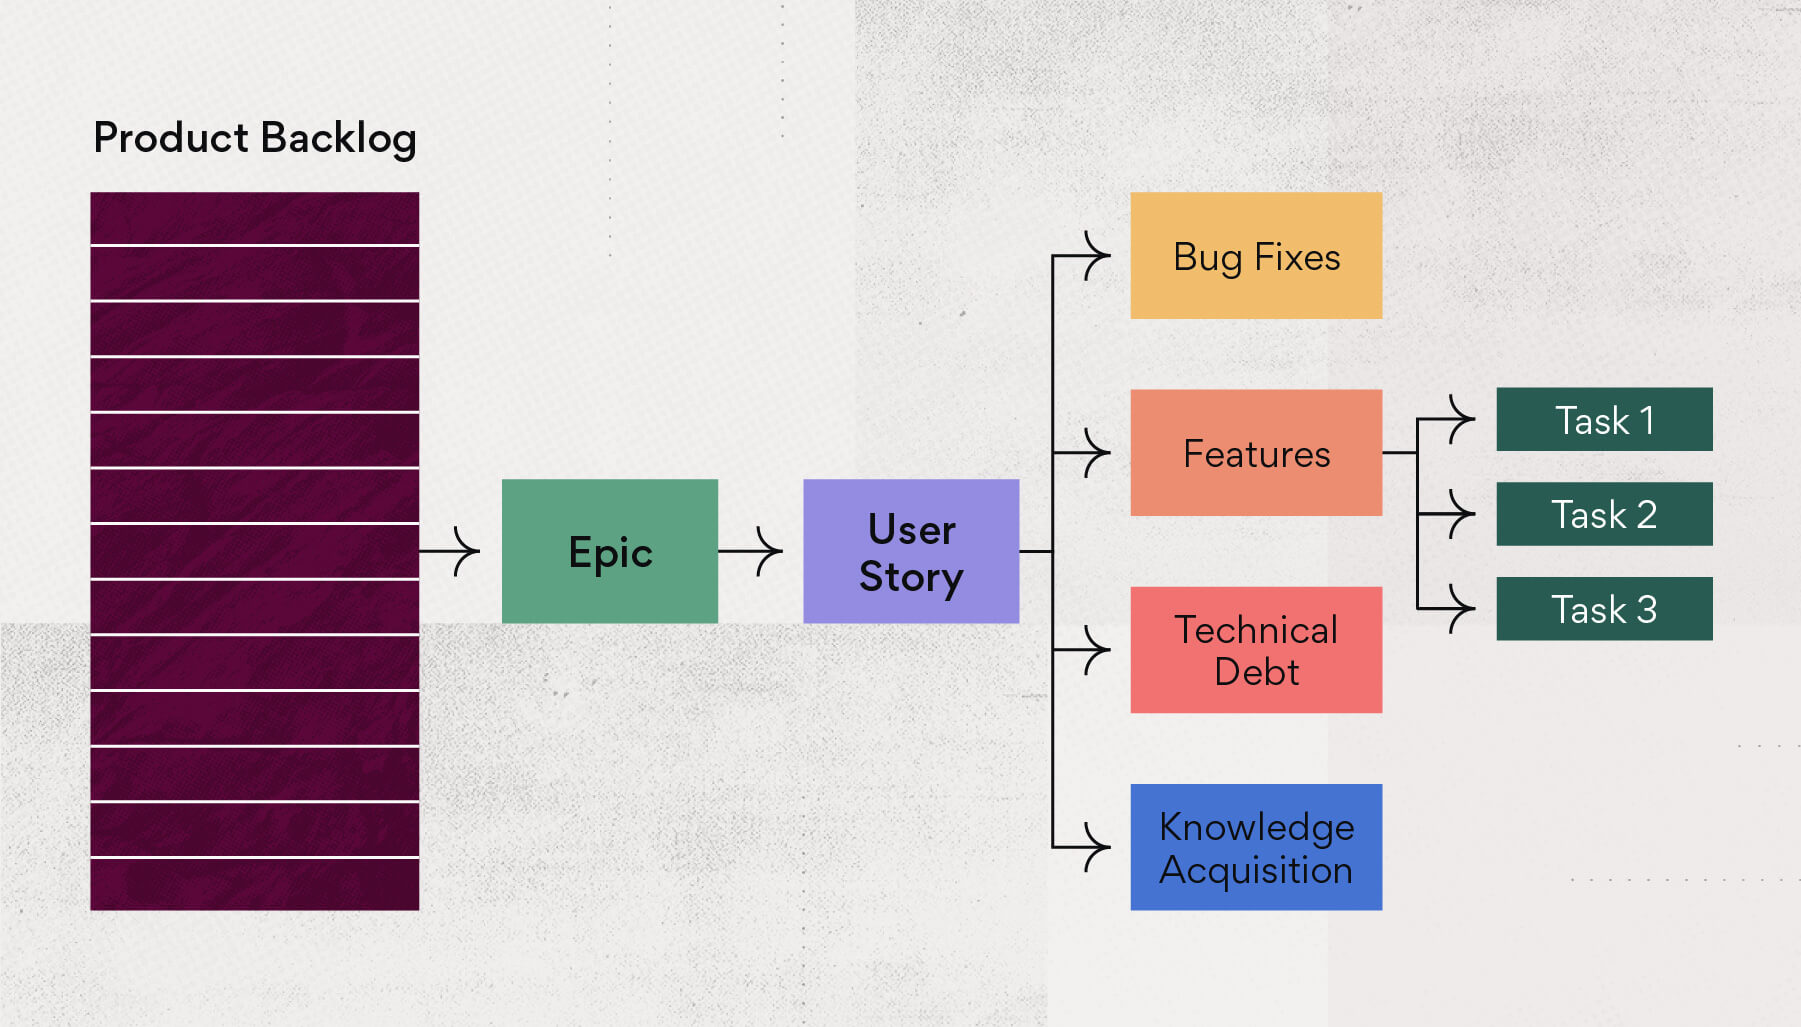 Product Backlog
Epic
User
Story
Bug Fixes
Features
Technical
Debt
Knowledge
Acquisition
Task 1
Task 2
Task 3